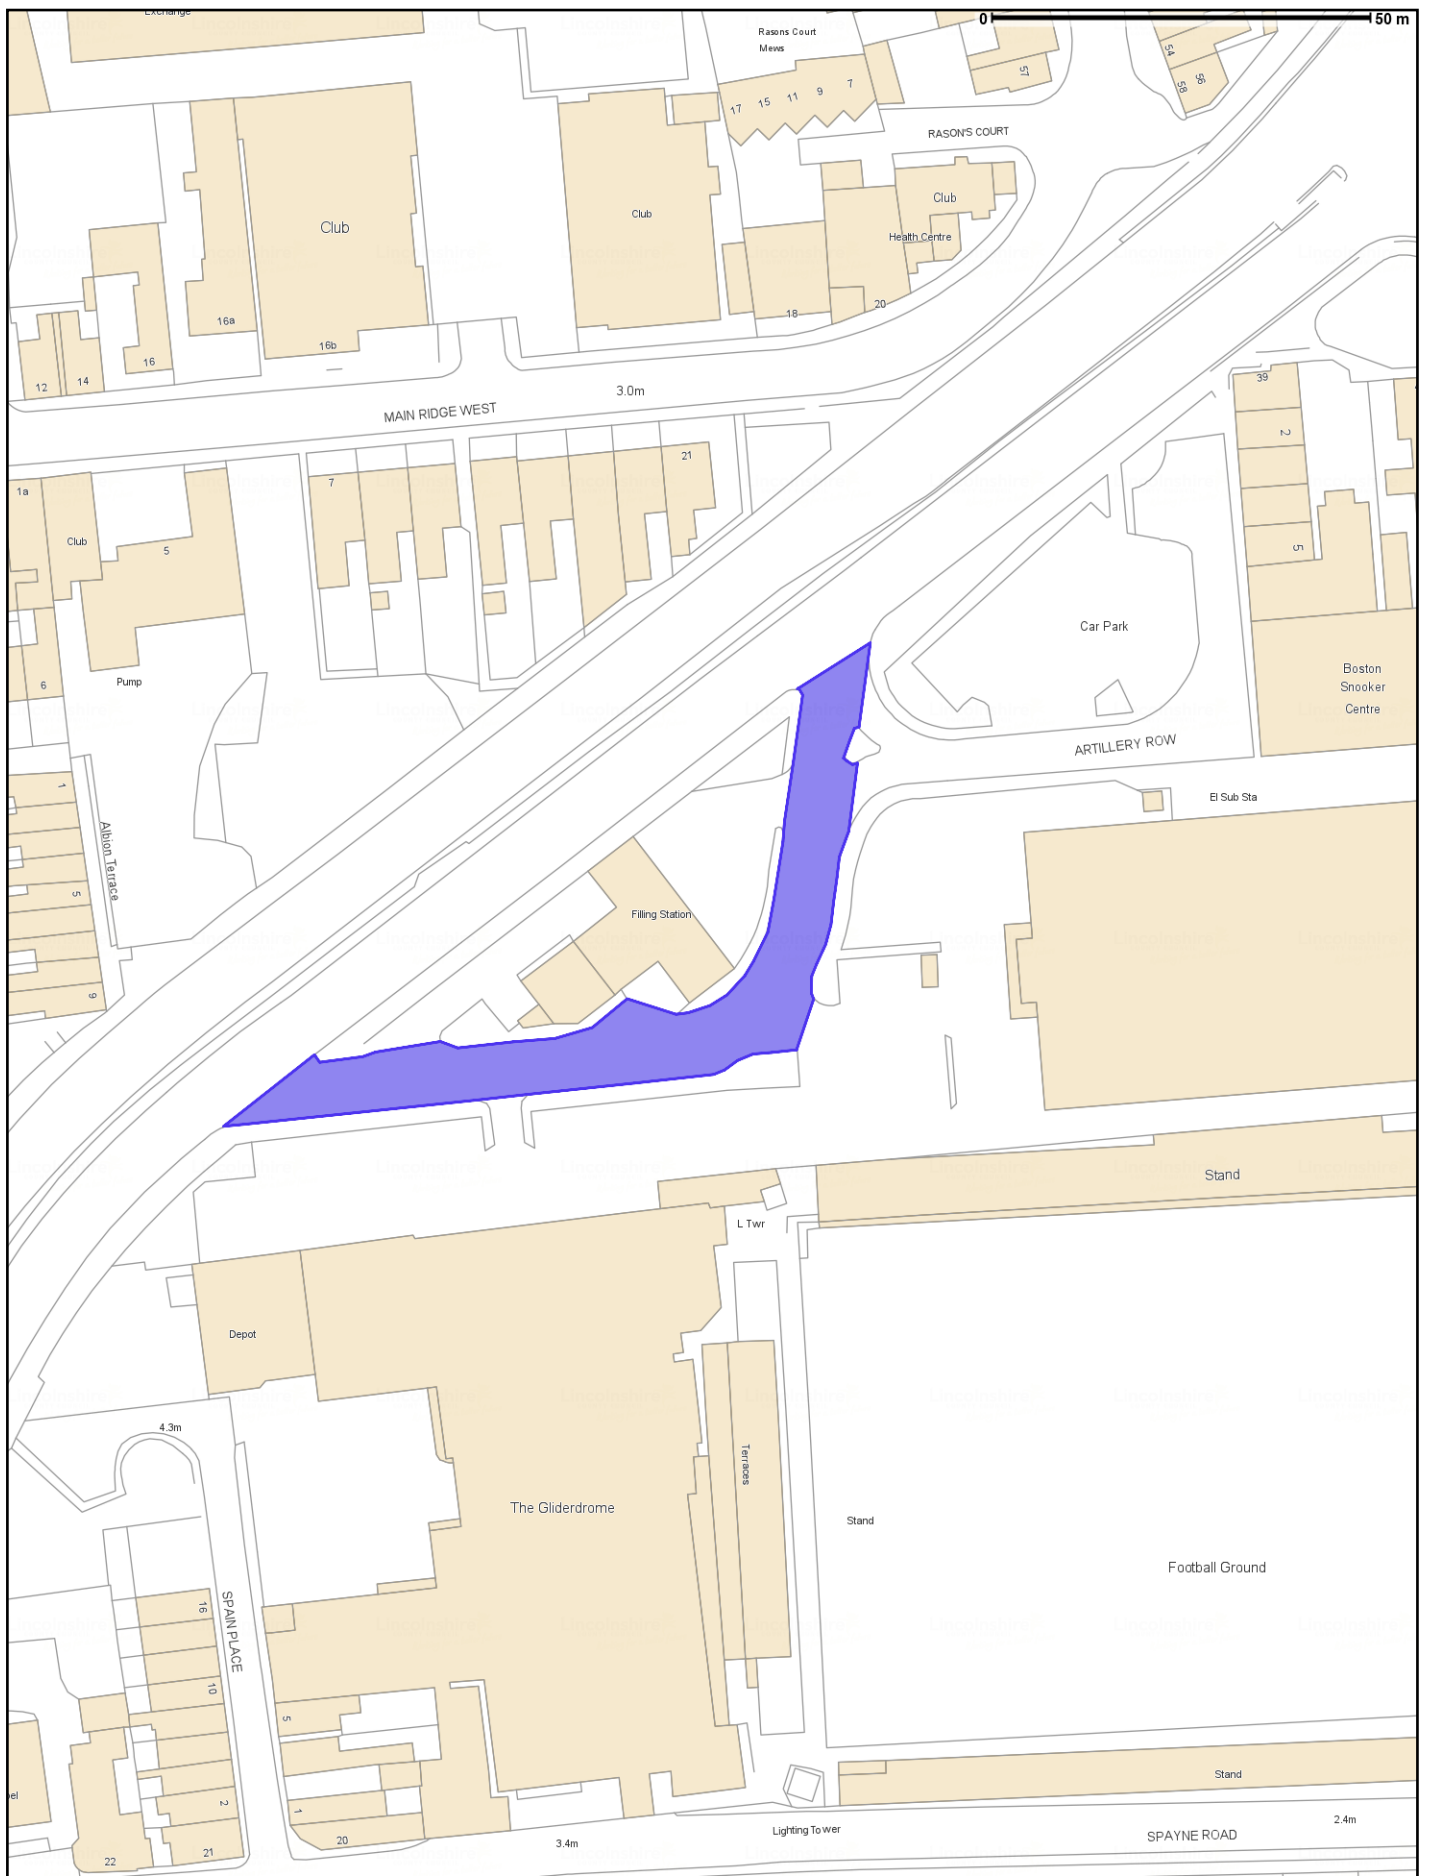 Exchange
Rasons Court
Mews
0
50 m
57
54
56
58
17
15
11
9
7
RASON'S COURT
Club
Club
Club
Health Centre
16a
16b
18
20
16
12
14
3.0m
MAIN RIDGE WEST
39
2
5
1a
Club
5
7
21
6
Pump
Car Park
Boston
Snooker
Centre
ARTILLERY ROW
El Sub Sta
1
Albion Terrace
5
9
Filling Station
Stand
L Twr
Depot
4.3m
Terraces
The Gliderdrome
Stand
Football Ground
SPAIN PLACE
16
10
5
2
1
20
21
22
3.4m
Lighting Tower
Stand
2.4m
SPAYNE ROAD